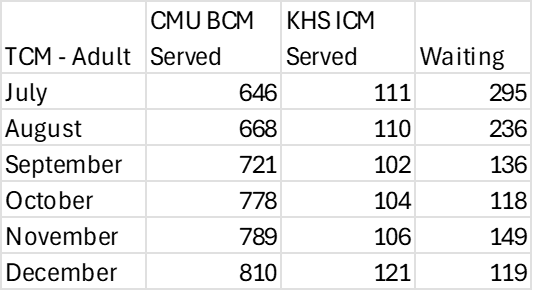 CMU BCM KHS ICM
TCM - Adult Served Served Waiting
July 646 111 295
August 668 110 236
September 721 102 136
October 778 104 118
November 789 106 149
December 810 121 119